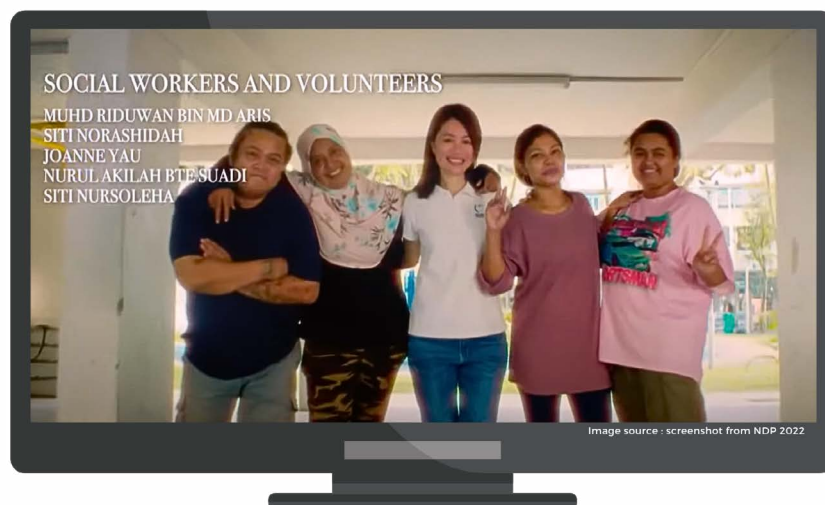 SOCIAL WORKERS AND VOLUNTEERS
MUHD RIDUWAN BIN MD ARIS
SITI NORASHIDAH
JOANNE YAU
NURUL AKILAH BTE SUADI
SITI NURSOLEHA
Image source : screenshot from NDP 2022